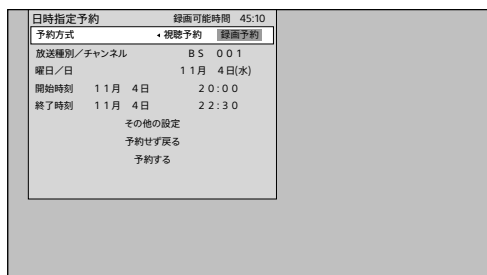 日時指定予約 録画可能時間 45:10
予約方式 視聴予約 録画予約
放送種別／チャンネル BS 001
曜日／日 11月 4日(水)
開始時刻 11月 4日 20:00
終了時刻 11月 4日 22:30
その他の設定
予約せず戻る
予約する